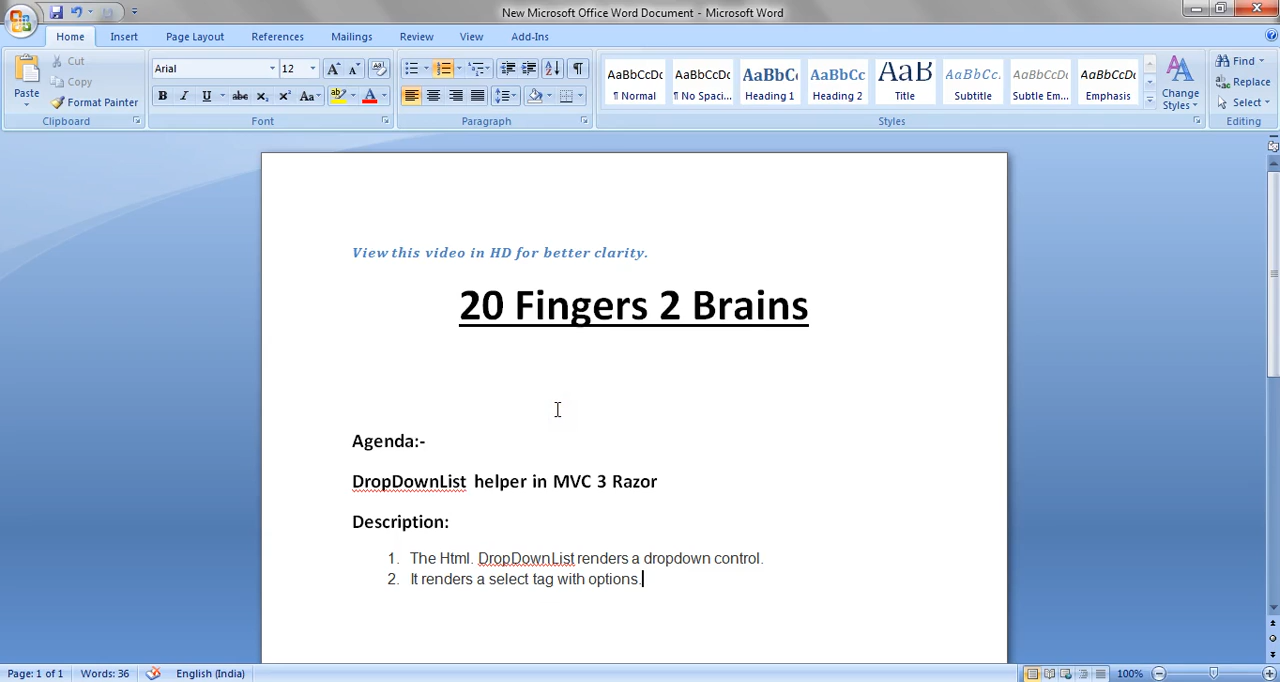 New Microsoft Office Word Document - Microsoft Word
Home Insert Page Layout References Mailings Review View Add-Ins
Cut
Copy
Format Painter
Paste
Clipboard
Arial 12
B I U abc x₂ x² Aa
Font
Paragraph
AaBbCcDc AaBbCcDc AaBbCc AaBbCc AaB AaBbCc. AaBbCcDc AaBbCcDc
¶ Normal ¶ No Spaci... Heading 1 Heading 2 Title Subtitle Subtle Em... Emphasis
Styles
Change
Styles
Find
Replace
Select
Editing
View this video in HD for better clarity.
20 Fingers 2 Brains
Agenda:-
DropDownList helper in MVC 3 Razor
Description:
1. The Html. DropDownList renders a dropdown control.
2. It renders a select tag with options.
Page: 1 of 1 Words: 36 English (India) 100%